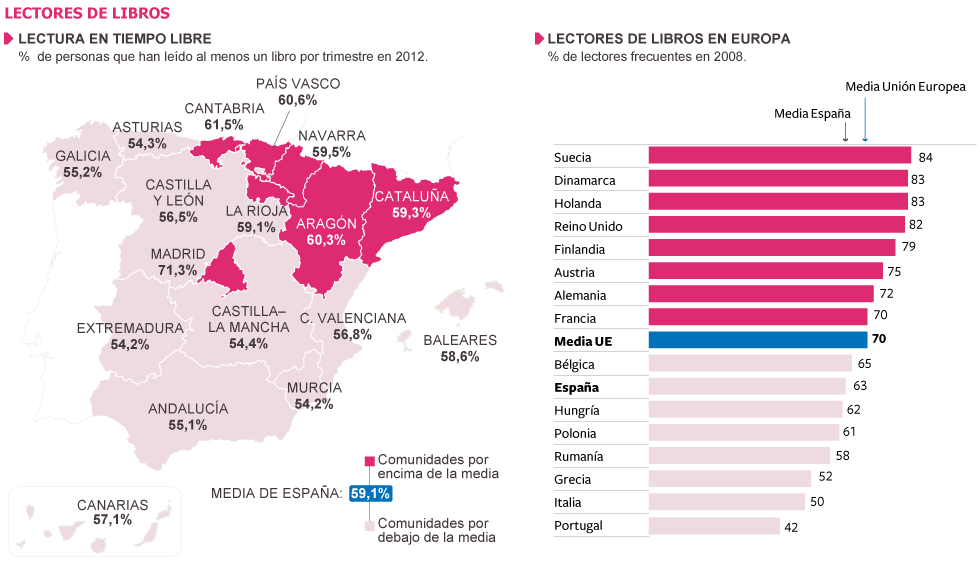 LECTORES DE LIBROS
LECTURA EN TIEMPO LIBRE
% de personas que han leído al menos un libro por trimestre en 2012.
PAÍS VASCO
60,6%
CANTABRIA
61,5%
NAVARRA
59,5%
ASTURIAS
54,3%
GALICIA
55,2%
CASTILLA
Y LEÓN
56,5%
LA RIOJA
59,1%
ARAGÓN
60,3%
CATALUÑA
59,3%
MADRID
71,3%
CASTILLA–
LA MANCHA
54,4%
C. VALENCIANA
56,8%
EXTREMADURA
54,2%
BALEARES
58,6%
MURCIA
54,2%
ANDALUCÍA
55,1%
CANARIAS
57,1%
Comunidades por
encima de la media
MEDIA DE ESPAÑA: 59,1%
Comunidades por
debajo de la media
LECTORES DE LIBROS EN EUROPA
% de lectores frecuentes en 2008.
Media Unión Europea
Media España
Suecia 84
Dinamarca 83
Holanda 83
Reino Unido 82
Finlandia 79
Austria 75
Alemania 72
Francia 70
Media UE 70
Bélgica 65
España 63
Hungría 62
Polonia 61
Rumanía 58
Grecia 52
Italia 50
Portugal 42